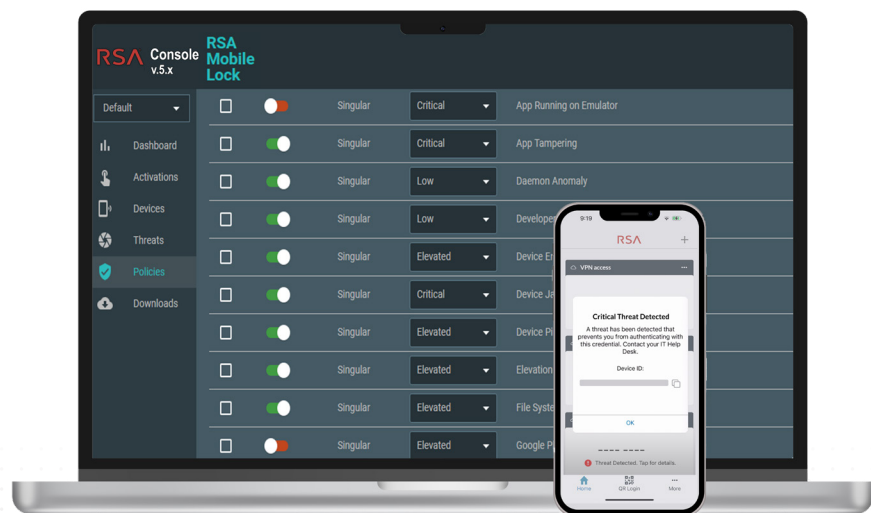 RSA Console
v.5.x
RSA
Mobile
Lock
Default
Dashboard
Activations
Devices
Threats
Policies
Downloads
Singular Critical App Running on Emulator
Singular Critical App Tampering
Singular Low Daemon Anomaly
Singular Low Develope
Singular Elevated Device En
Singular Critical Device Ja
Singular Elevated Device Pi
Singular Elevated Elevation
Singular Elevated File Syste
Singular Elevated Google P
9:19
RSA
VPN access
Critical Threat Detected
A threat has been detected that
prevents you from authenticating with
this credential. Contact your IT Help
Desk.
Device ID:
OK
Threat Detected. Tap for details.
Home QR Login More